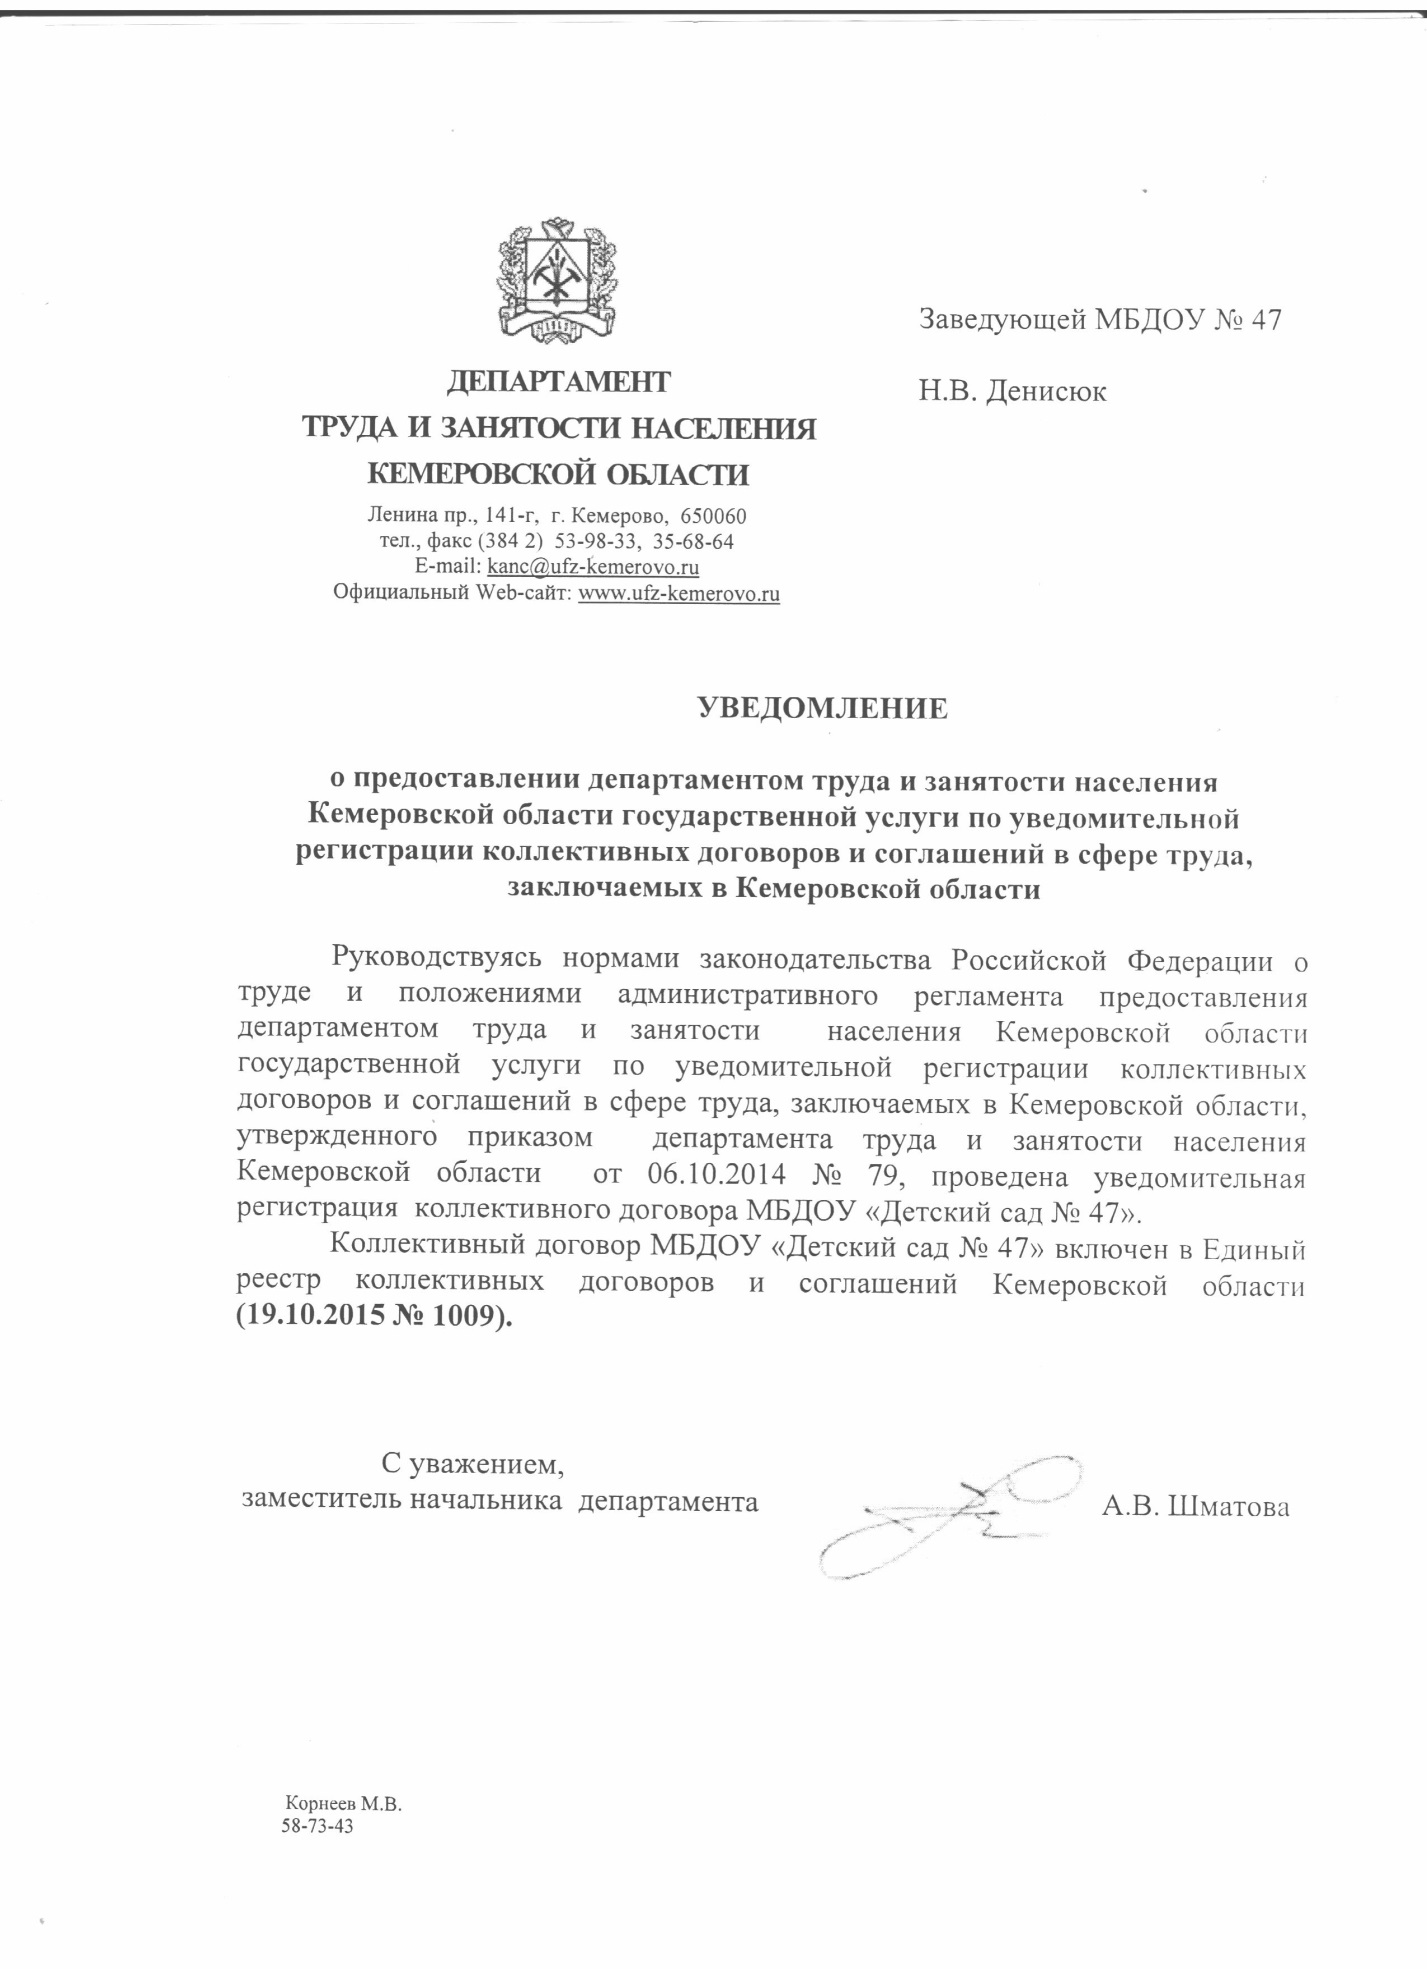 ДЕПАРТАМЕНТ
ТРУДА И ЗАНЯТОСТИ НАСЕЛЕНИЯ
КЕМЕРОВСКОЙ ОБЛАСТИ
Ленина пр., 141-г, г. Кемерово, 650060
тел., факс (384 2) 53-98-33, 35-68-64
E-mail: kanc@ufz-kemerovo.ru
Официальный Web-сайт: www.ufz-kemerovo.ru
Заведующей МБДОУ № 47
Н.В. Денисюк
УВЕДОМЛЕНИЕ
о предоставлении департаментом труда и занятости населения
Кемеровской области государственной услуги по уведомительной
регистрации коллективных договоров и соглашений в сфере труда,
заключаемых в Кемеровской области
Руководствуясь нормами законодательства Российской Федерации о
труде и положениями административного регламента предоставления
департаментом труда и занятости населения Кемеровской области
государственной услуги по уведомительной регистрации коллективных
договоров и соглашений в сфере труда, заключаемых в Кемеровской области,
утвержденного приказом департамента труда и занятости населения
Кемеровской области от 06.10.2014 № 79, проведена уведомительная
регистрация коллективного договора МБДОУ «Детский сад № 47».
Коллективный договор МБДОУ «Детский сад № 47» включен в Единый
реестр коллективных договоров и соглашений Кемеровской области
(19.10.2015 № 1009).
С уважением,
заместитель начальника департамента
А.В. Шматова
Корнеев М.В.
58-73-43